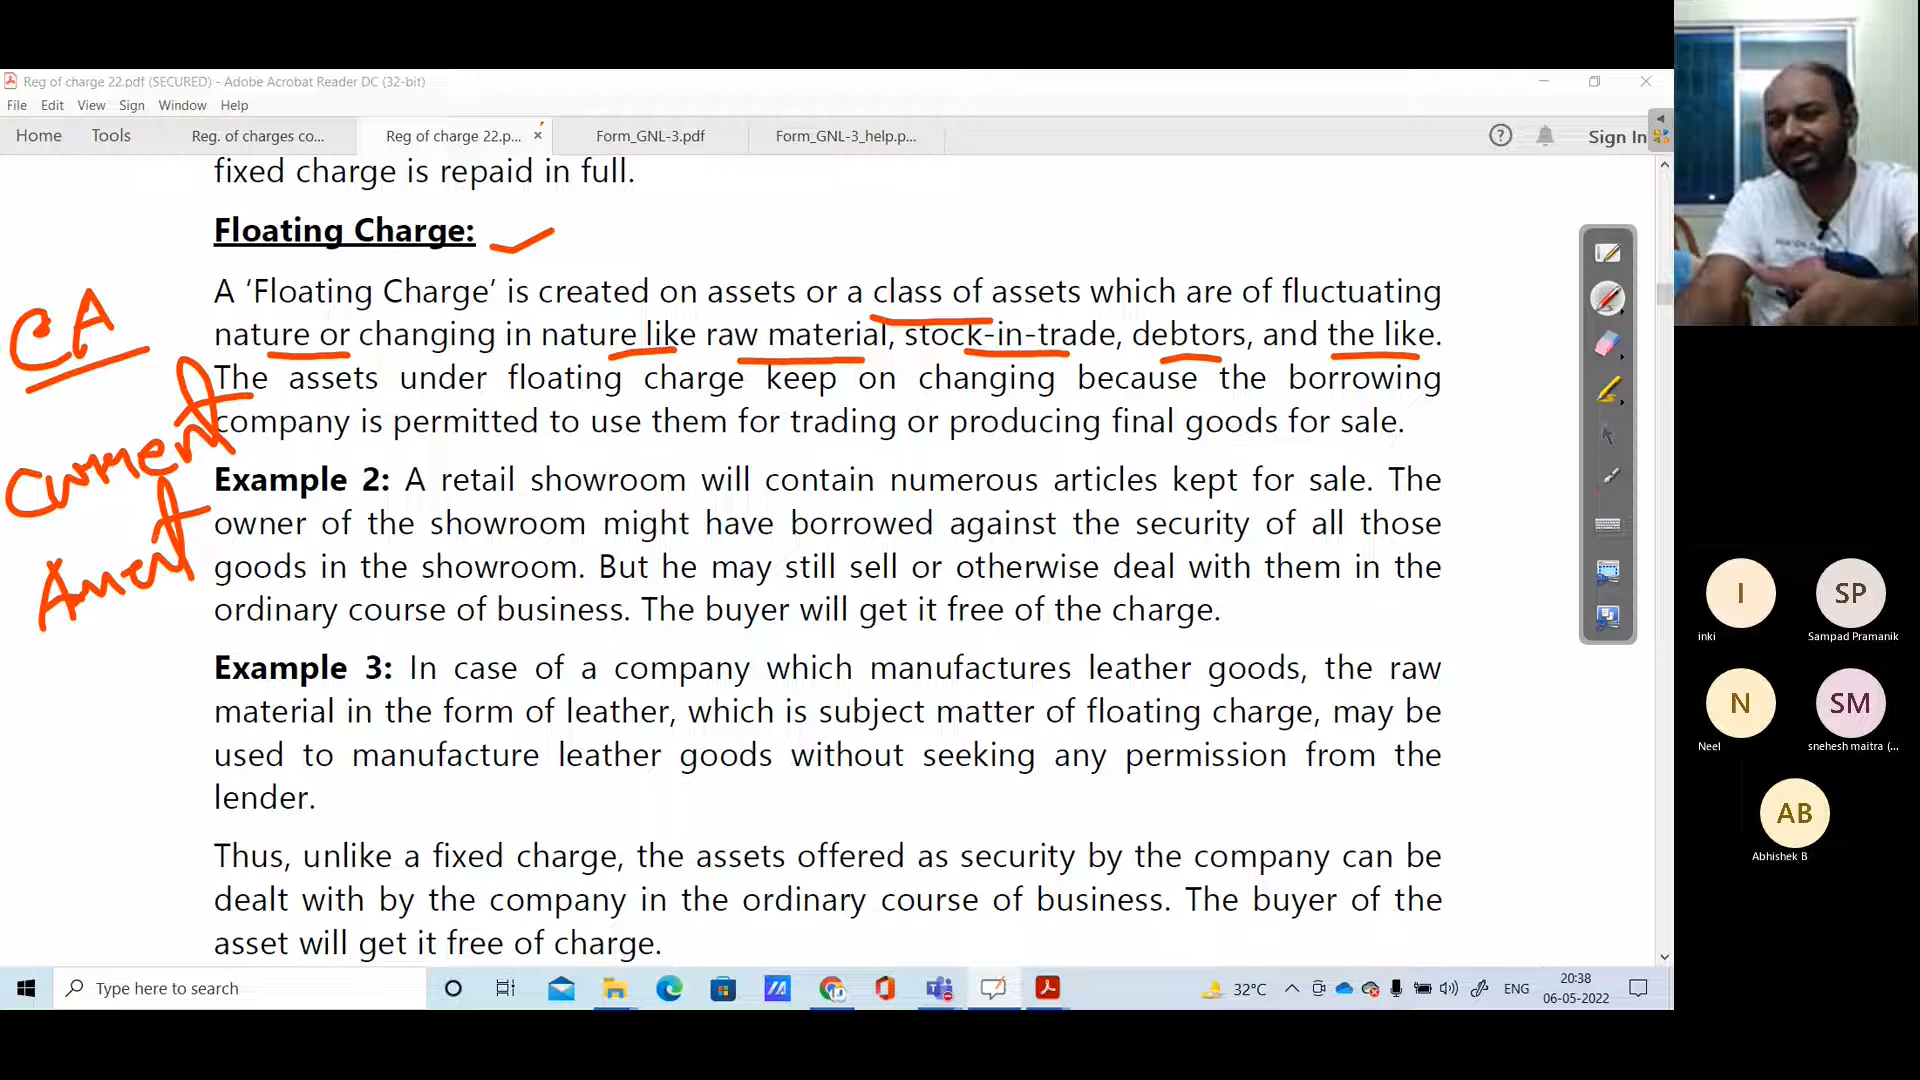 Reg of charge 22.pdf (SECURED) - Adobe Acrobat Reader DC (32-bit)
File Edit View Sign Window Help
Home Tools Reg. of charges co... Reg of charge 22.p... × Form_GNL-3.pdf Form_GNL-3_help.p... Sign In
fixed charge is repaid in full.
Floating Charge:
A ‘Floating Charge’ is created on assets or a class of assets which are of fluctuating
nature or changing in nature like raw material, stock-in-trade, debtors, and the like.
The assets under floating charge keep on changing because the borrowing
company is permitted to use them for trading or producing final goods for sale.
CA
Current
Example 2: A retail showroom will contain numerous articles kept for sale. The
owner of the showroom might have borrowed against the security of all those
goods in the showroom. But he may still sell or otherwise deal with them in the
ordinary course of business. The buyer will get it free of the charge.
Example 3: In case of a company which manufactures leather goods, the raw
material in the form of leather, which is subject matter of floating charge, may be
used to manufacture leather goods without seeking any permission from the
lender.
Thus, unlike a fixed charge, the assets offered as security by the company can be
dealt with by the company in the ordinary course of business. The buyer of the
asset will get it free of charge.
I SP
inki Sampad Pramanik
N SM
Neel snehesh maitra (...
AB
Abhishek B
Type here to search 32°C ENG 20:38
06-05-2022